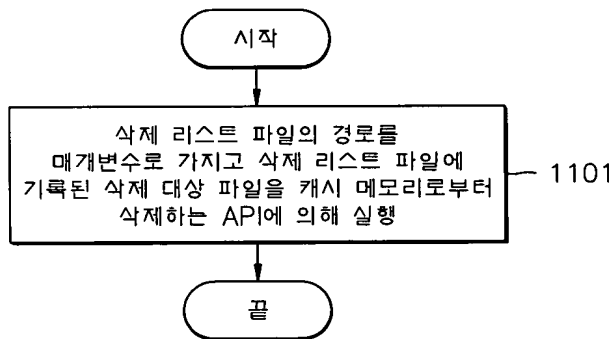 시작
삭제 리스트 파일의 경로를
매개변수로 가지고 삭제 리스트 파일에
기록된 삭제 대상 파일을 캐시 메모리로부터
삭제하는 API에 의해 실행
1101
끝